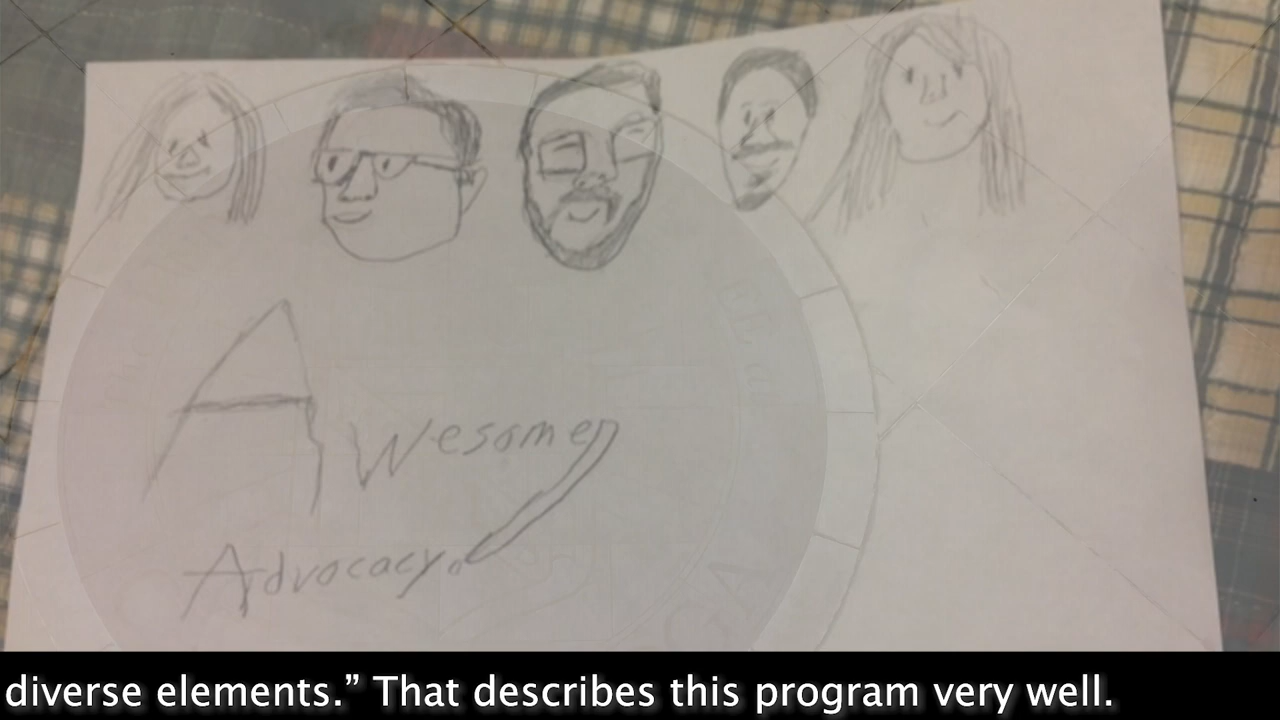 Awesome
Advocacy.
diverse elements.” That describes this program very well.